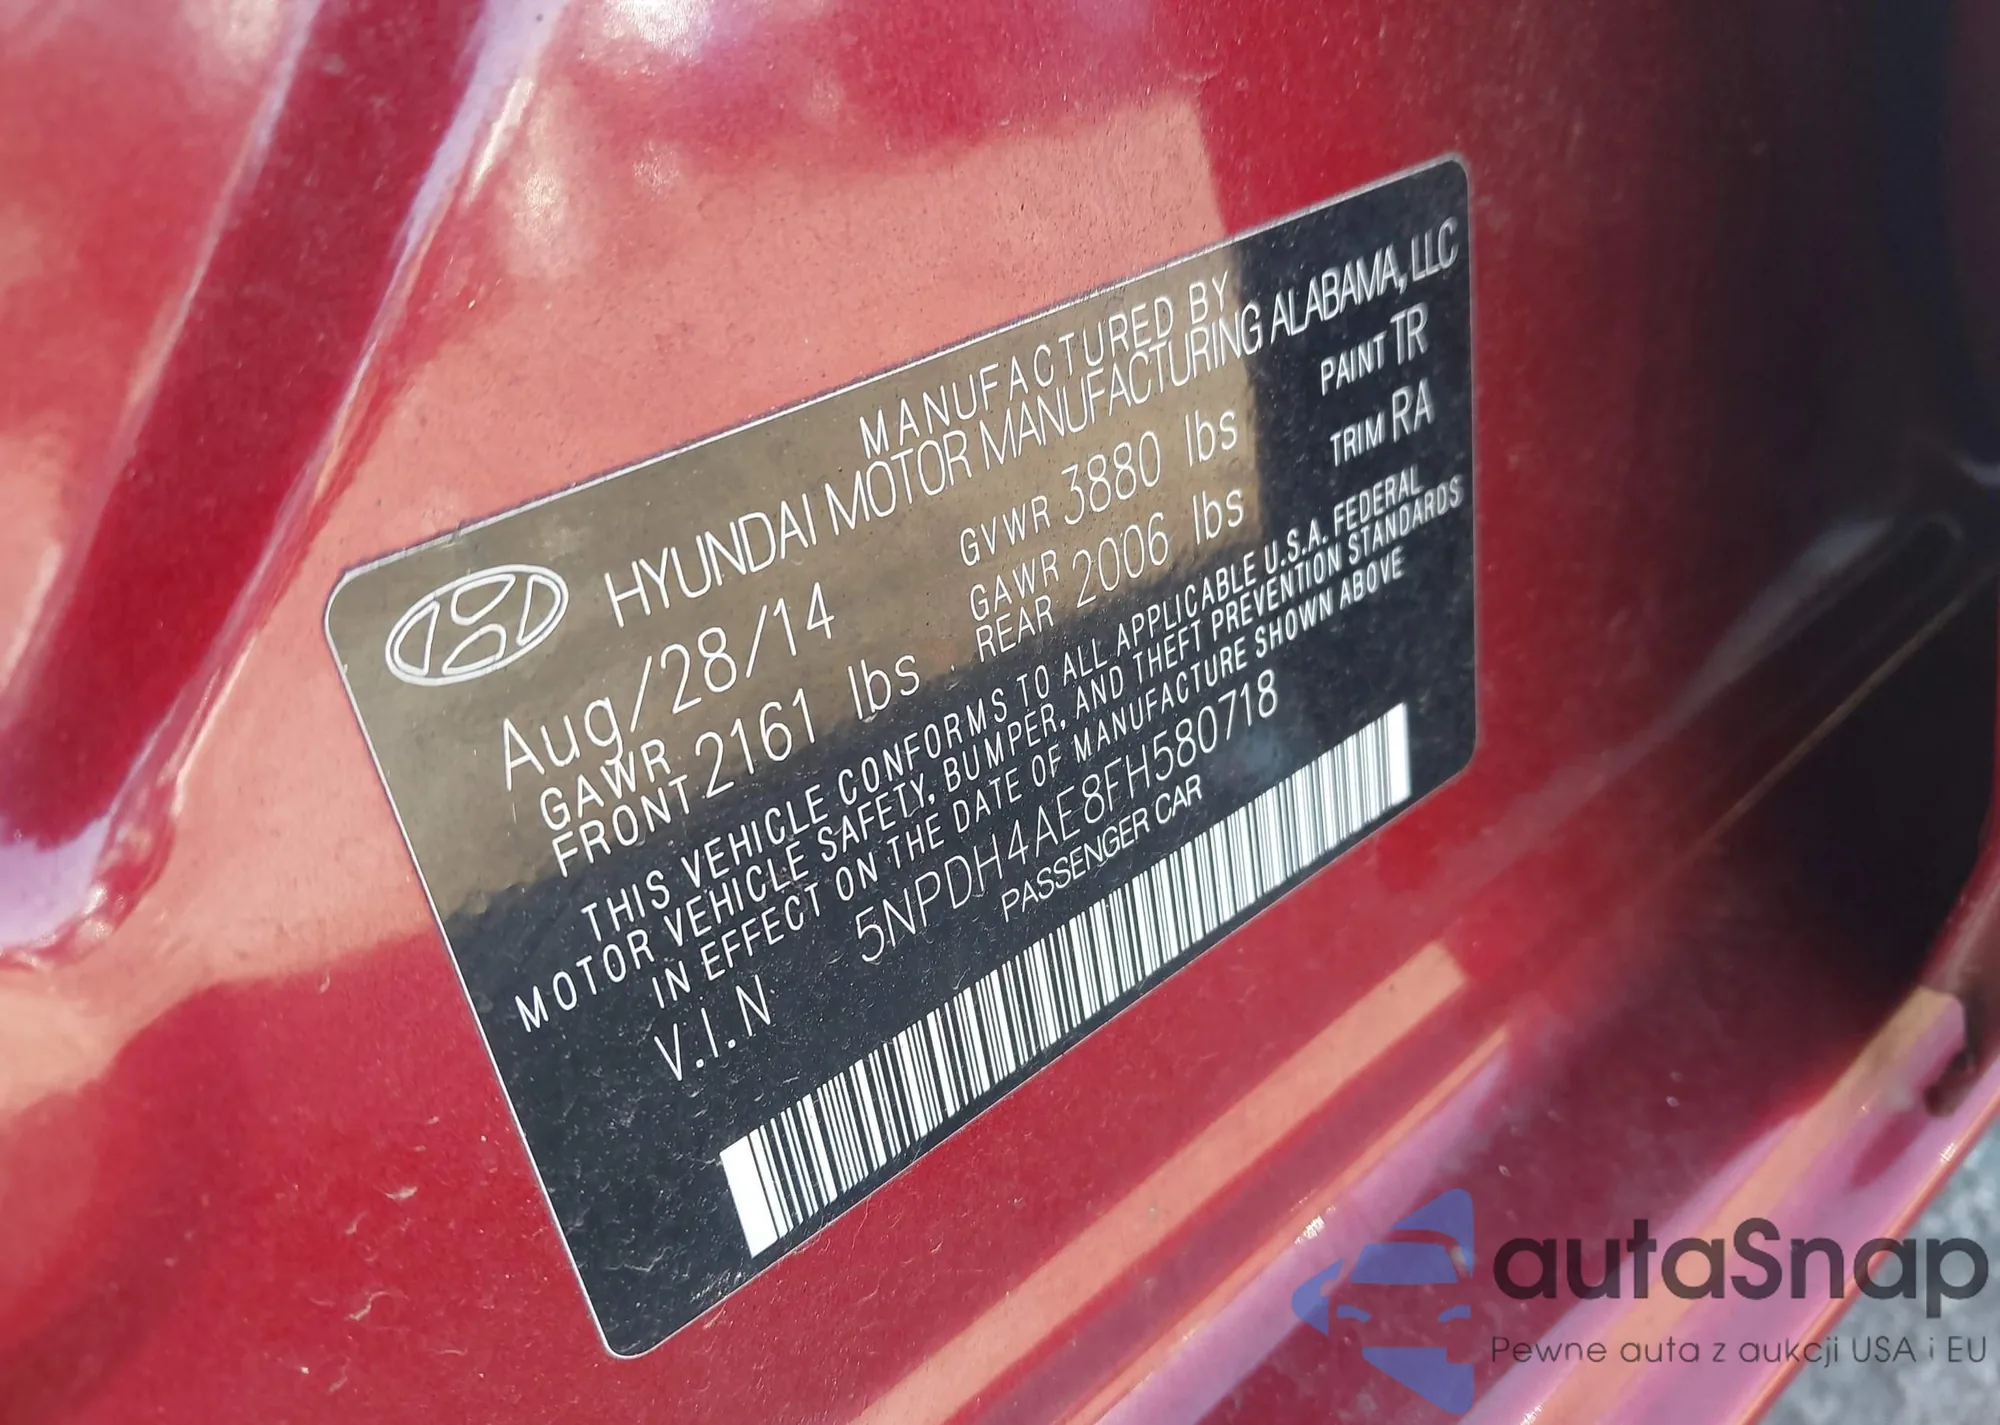 MANUFACTURED BY
HYUNDAI MOTOR MANUFACTURING ALABAMA, LLC
Aug/28/14 GVWR 3880 lbs PAINT TR
GAWR FRONT 2161 lbs GAWR REAR 2006 lbs TRIM RA
THIS VEHICLE CONFORMS TO ALL APPLICABLE U.S.A. FEDERAL
MOTOR VEHICLE SAFETY, BUMPER, AND THEFT PREVENTION STANDARDS
IN EFFECT ON THE DATE OF MANUFACTURE SHOWN ABOVE
V.I.N 5NPDH4AE8FH580718
PASSENGER CAR
autaSnap
Pewne auta z aukcji USA i EU